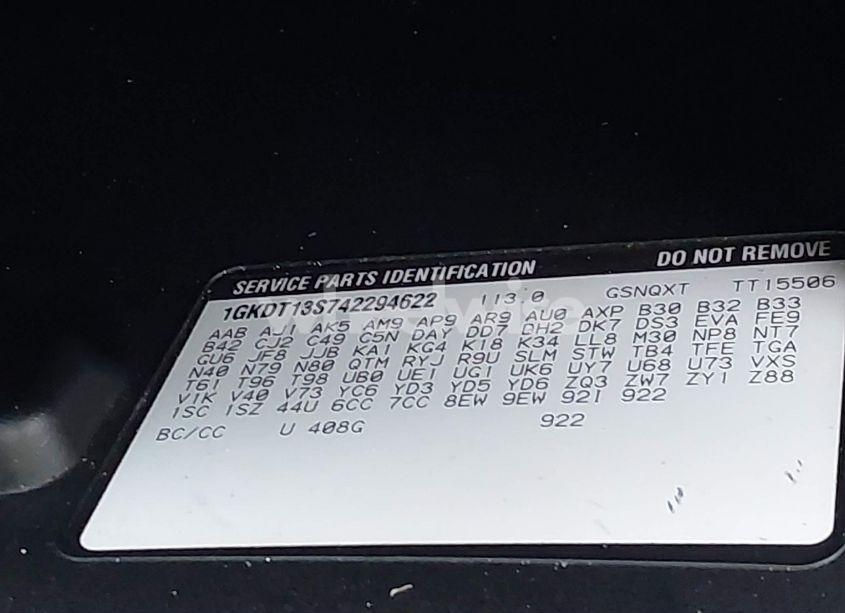 SERVICE PARTS IDENTIFICATION DO NOT REMOVE
1GKDT13S742294622 113.0 GSNQXT TT15506
AAB AJ1 AK5 AM9 AP9 AR9 AU0 AXP B30 B32 B33
B42 CJ2 C49 C5N DAY DD7 DH2 DK7 DS3 EVA FE9
GU6 JF8 JJB KA1 KG4 K18 K34 LL8 M30 NP8 NT7
N40 N79 N80 QTM RYJ R9U SLM STW TB4 TFE TGA
T61 T96 T98 UB0 UE1 UG1 UK6 UY7 U68 U73 VXS
V1K V40 V73 YC6 YD3 YD5 YD6 ZQ3 ZW7 ZY1 Z88
1SC 1SZ 44U 6CC 7CC 8EW 9EW 92I 922
BC/CC U 408G 922